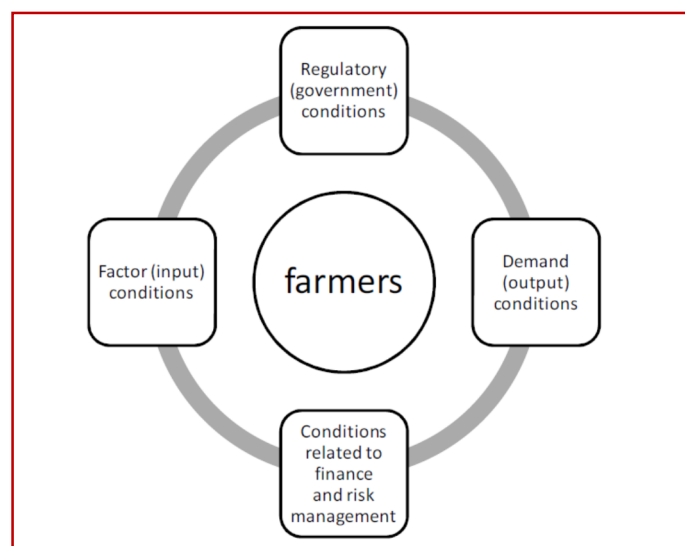 Regulatory
(government)
conditions
Factor (input)
conditions
farmers
Demand
(output)
conditions
Conditions
related to
finance
and risk
management